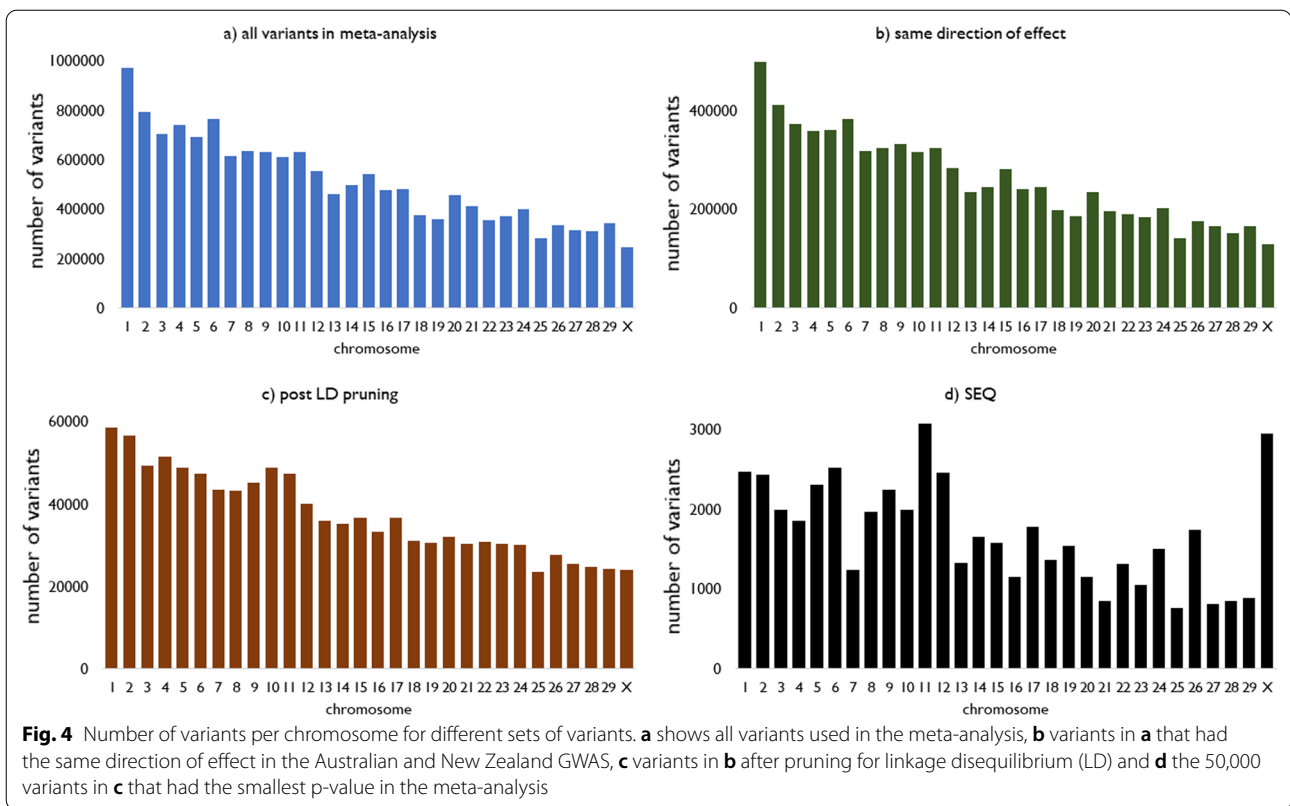 a) all variants in meta-analysis
number of variants
1000000
800000
600000
400000
200000
0
1 2 3 4 5 6 7 8 9 10 11 12 13 14 15 16 17 18 19 20 21 22 23 24 25 26 27 28 29 X
chromosome
b) same direction of effect
number of variants
400000
200000
0
1 2 3 4 5 6 7 8 9 10 11 12 13 14 15 16 17 18 19 20 21 22 23 24 25 26 27 28 29 X
chromosome
c) post LD pruning
number of variants
60000
40000
20000
0
1 2 3 4 5 6 7 8 9 10 11 12 13 14 15 16 17 18 19 20 21 22 23 24 25 26 27 28 29 X
chromosome
d) SEQ
number of variants
3000
2000
1000
0
1 2 3 4 5 6 7 8 9 10 11 12 13 14 15 16 17 18 19 20 21 22 23 24 25 26 27 28 29 X
chromosome
Fig. 4 Number of variants per chromosome for different sets of variants. a shows all variants used in the meta-analysis, b variants in a that had
the same direction of effect in the Australian and New Zealand GWAS, c variants in b after pruning for linkage disequilibrium (LD) and d the 50,000
variants in c that had the smallest p-value in the meta-analysis